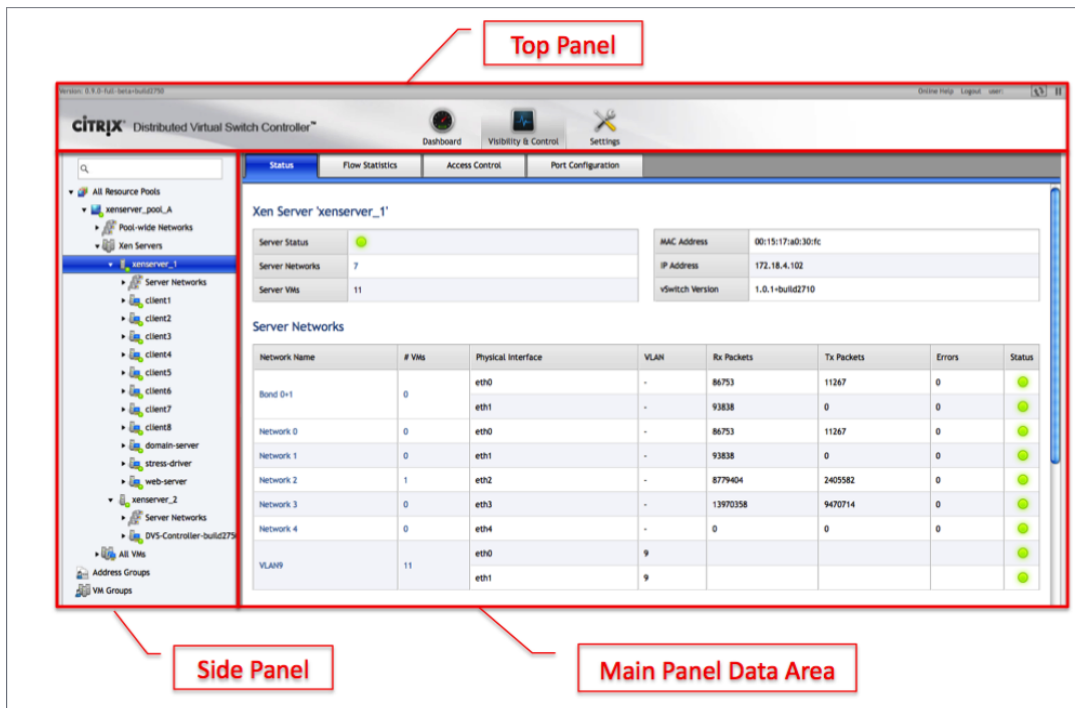 Top Panel
Version: 0.9.0-full-beta+build2750
Online Help Logout user:
CITRIX Distributed Virtual Switch Controller™
Dashboard Visibility & Control Settings
All Resource Pools
xenserver_pool_A
Pool-wide Networks
Xen Servers
xenserver_1
Server Networks
client1
client2
client3
client4
client5
client6
client7
client8
domain-server
stress-driver
web-server
xenserver_2
Server Networks
DVS-Controller-build275
All VMs
Address Groups
VM Groups
Status Flow Statistics Access Control Port Configuration
Xen Server 'xenserver_1'
Server Status
Server Networks 7
Server VMs 11
MAC Address 00:15:17:a0:30:fc
IP Address 172.18.4.102
vSwitch Version 1.0.1+build2710
Server Networks
Network Name # VMs Physical Interface VLAN Rx Packets Tx Packets Errors Status
Bond 0+1 0 eth0 - 86753 11267 0
eth1 - 93838 0 0
Network 0 0 eth0 - 86753 11267 0
Network 1 0 eth1 - 93838 0 0
Network 2 1 eth2 - 8779404 2405582 0
Network 3 0 eth3 - 13970358 9470714 0
Network 4 0 eth4 - 0 0 0
VLAN9 11 eth0 9
eth1 9
Side Panel
Main Panel Data Area